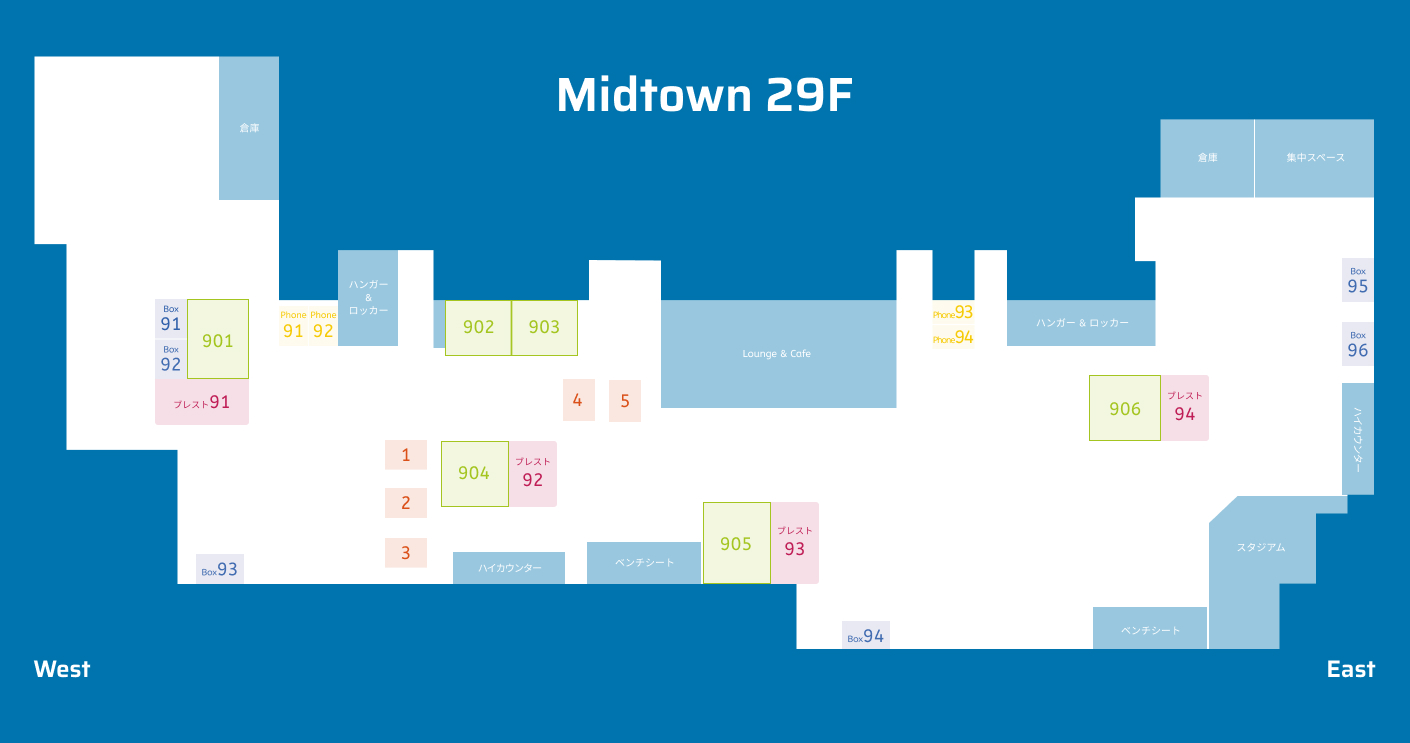 Midtown 29F
倉庫
倉庫
集中スペース
ハンガー
&
ロッカー
Box
91
Box
92
901
Phone
91
Phone
92
902
903
Lounge & Cafe
Phone93
Phone94
ハンガー & ロッカー
Box
95
Box
96
ブレスト91
4
5
906
ブレスト
94
ハイカウンター
1
2
3
904
ブレスト
92
905
ブレスト
93
スタジアム
Box93
ハイカウンター
ベンチシート
Box94
ベンチシート
West
East